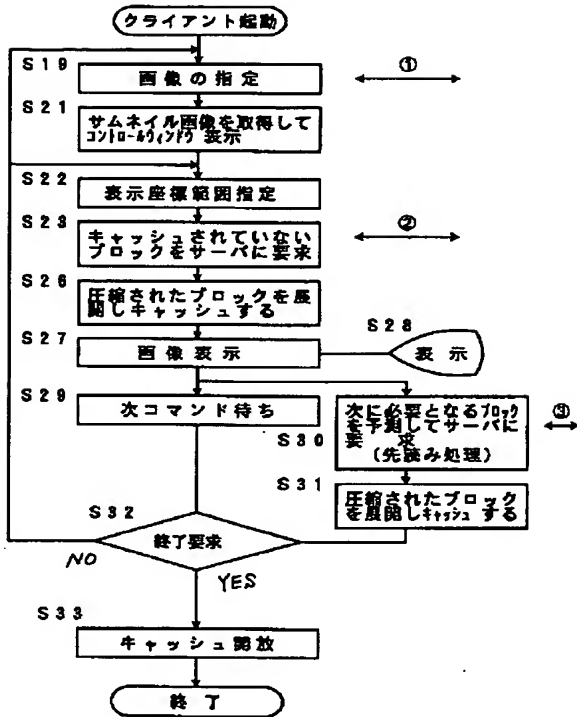 クライアント起動
S19
画像の指定
①
S21
サムネイル画像を取得して
コントロールウィンドウ 表示
S22
表示座標範囲指定
S23
キャッシュされていない
ブロックをサーバに要求
②
S26
圧縮されたブロックを展
開しキャッシュする
S27
画像表示
S28
表示
S29
次コマンド待ち
S30
次に必要となるブロック
を予測してサーバに
要 求
(先読み処理)
③
S31
圧縮されたブロック
を展開しキャッシュ する
S32
終了要求
NO
YES
S33
キャッシュ開放
終了